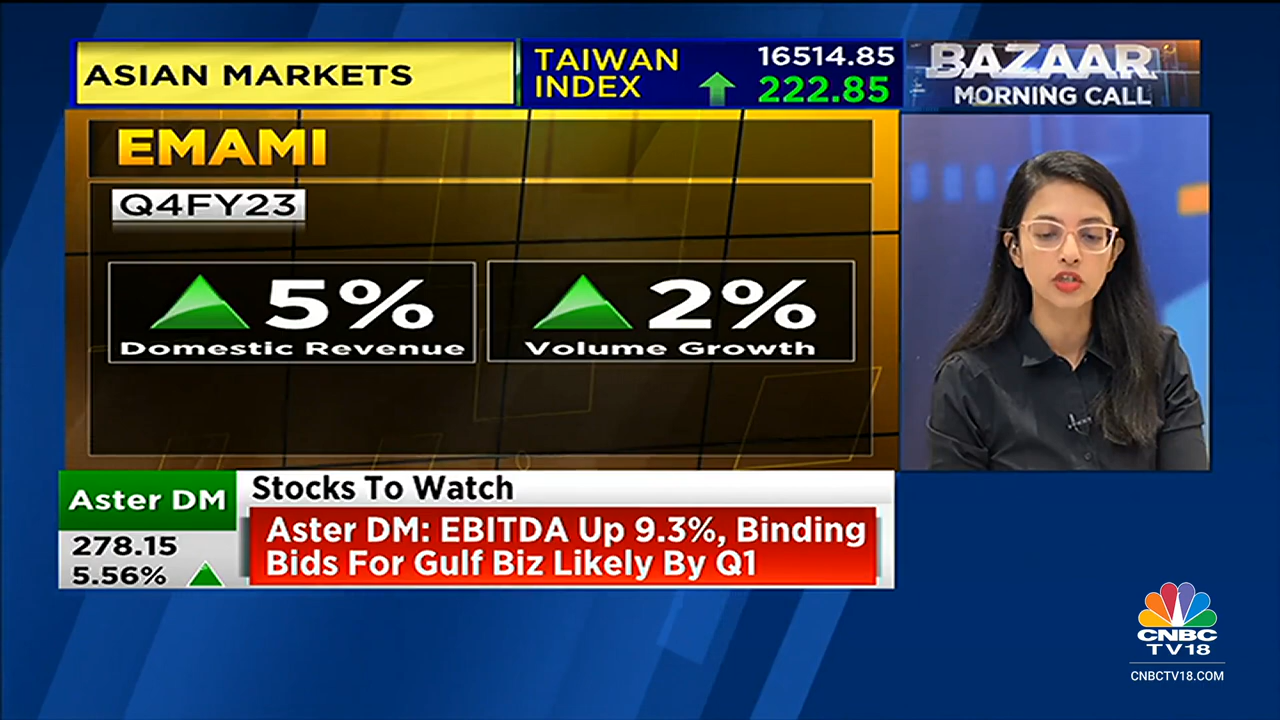 ASIAN MARKETS
TAIWAN
INDEX
16514.85
222.85
BAZAAR
MORNING CALL
EMAMI
Q4FY23
5%
Domestic Revenue
2%
Volume Growth
Aster DM
278.15
5.56%
Stocks To Watch
Aster DM: EBITDA Up 9.3%, Binding
Bids For Gulf Biz Likely By Q1
CNBC
TV18
CNBCTV18.COM